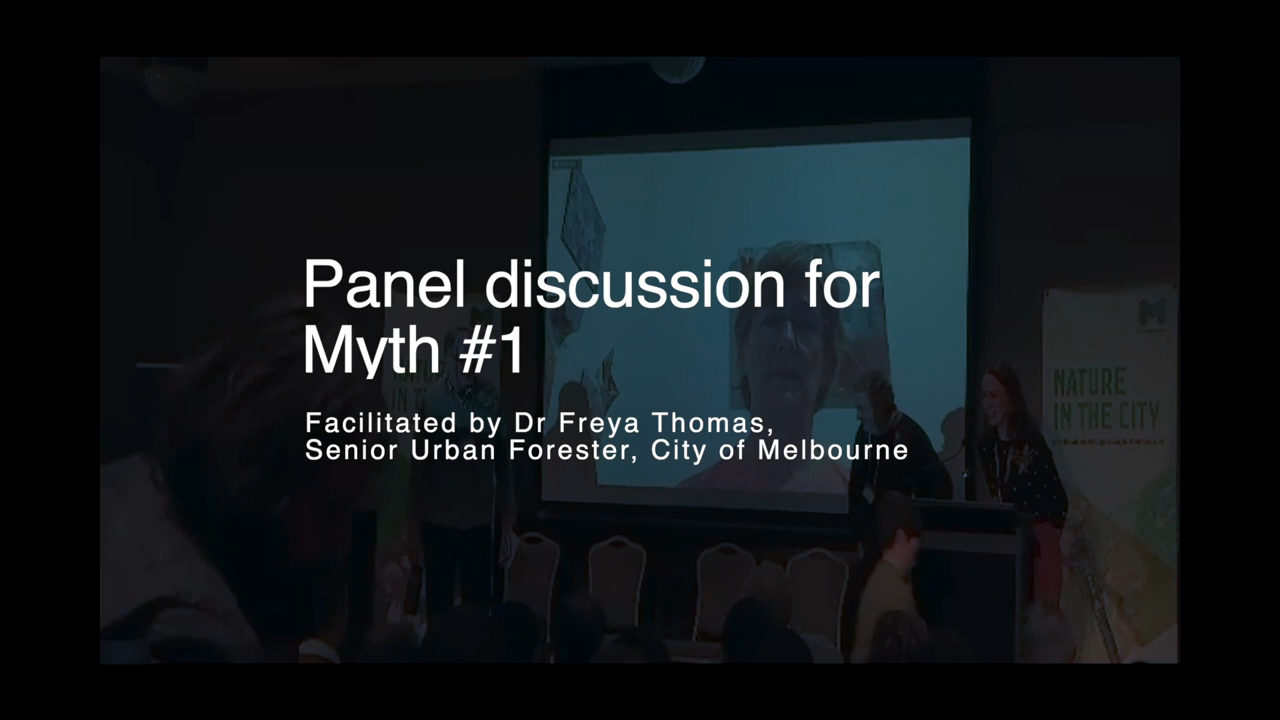 Panel discussion for
Myth #1
Facilitated by Dr Freya Thomas,
Senior Urban Forester, City of Melbourne
NATURE
IN THE CITY